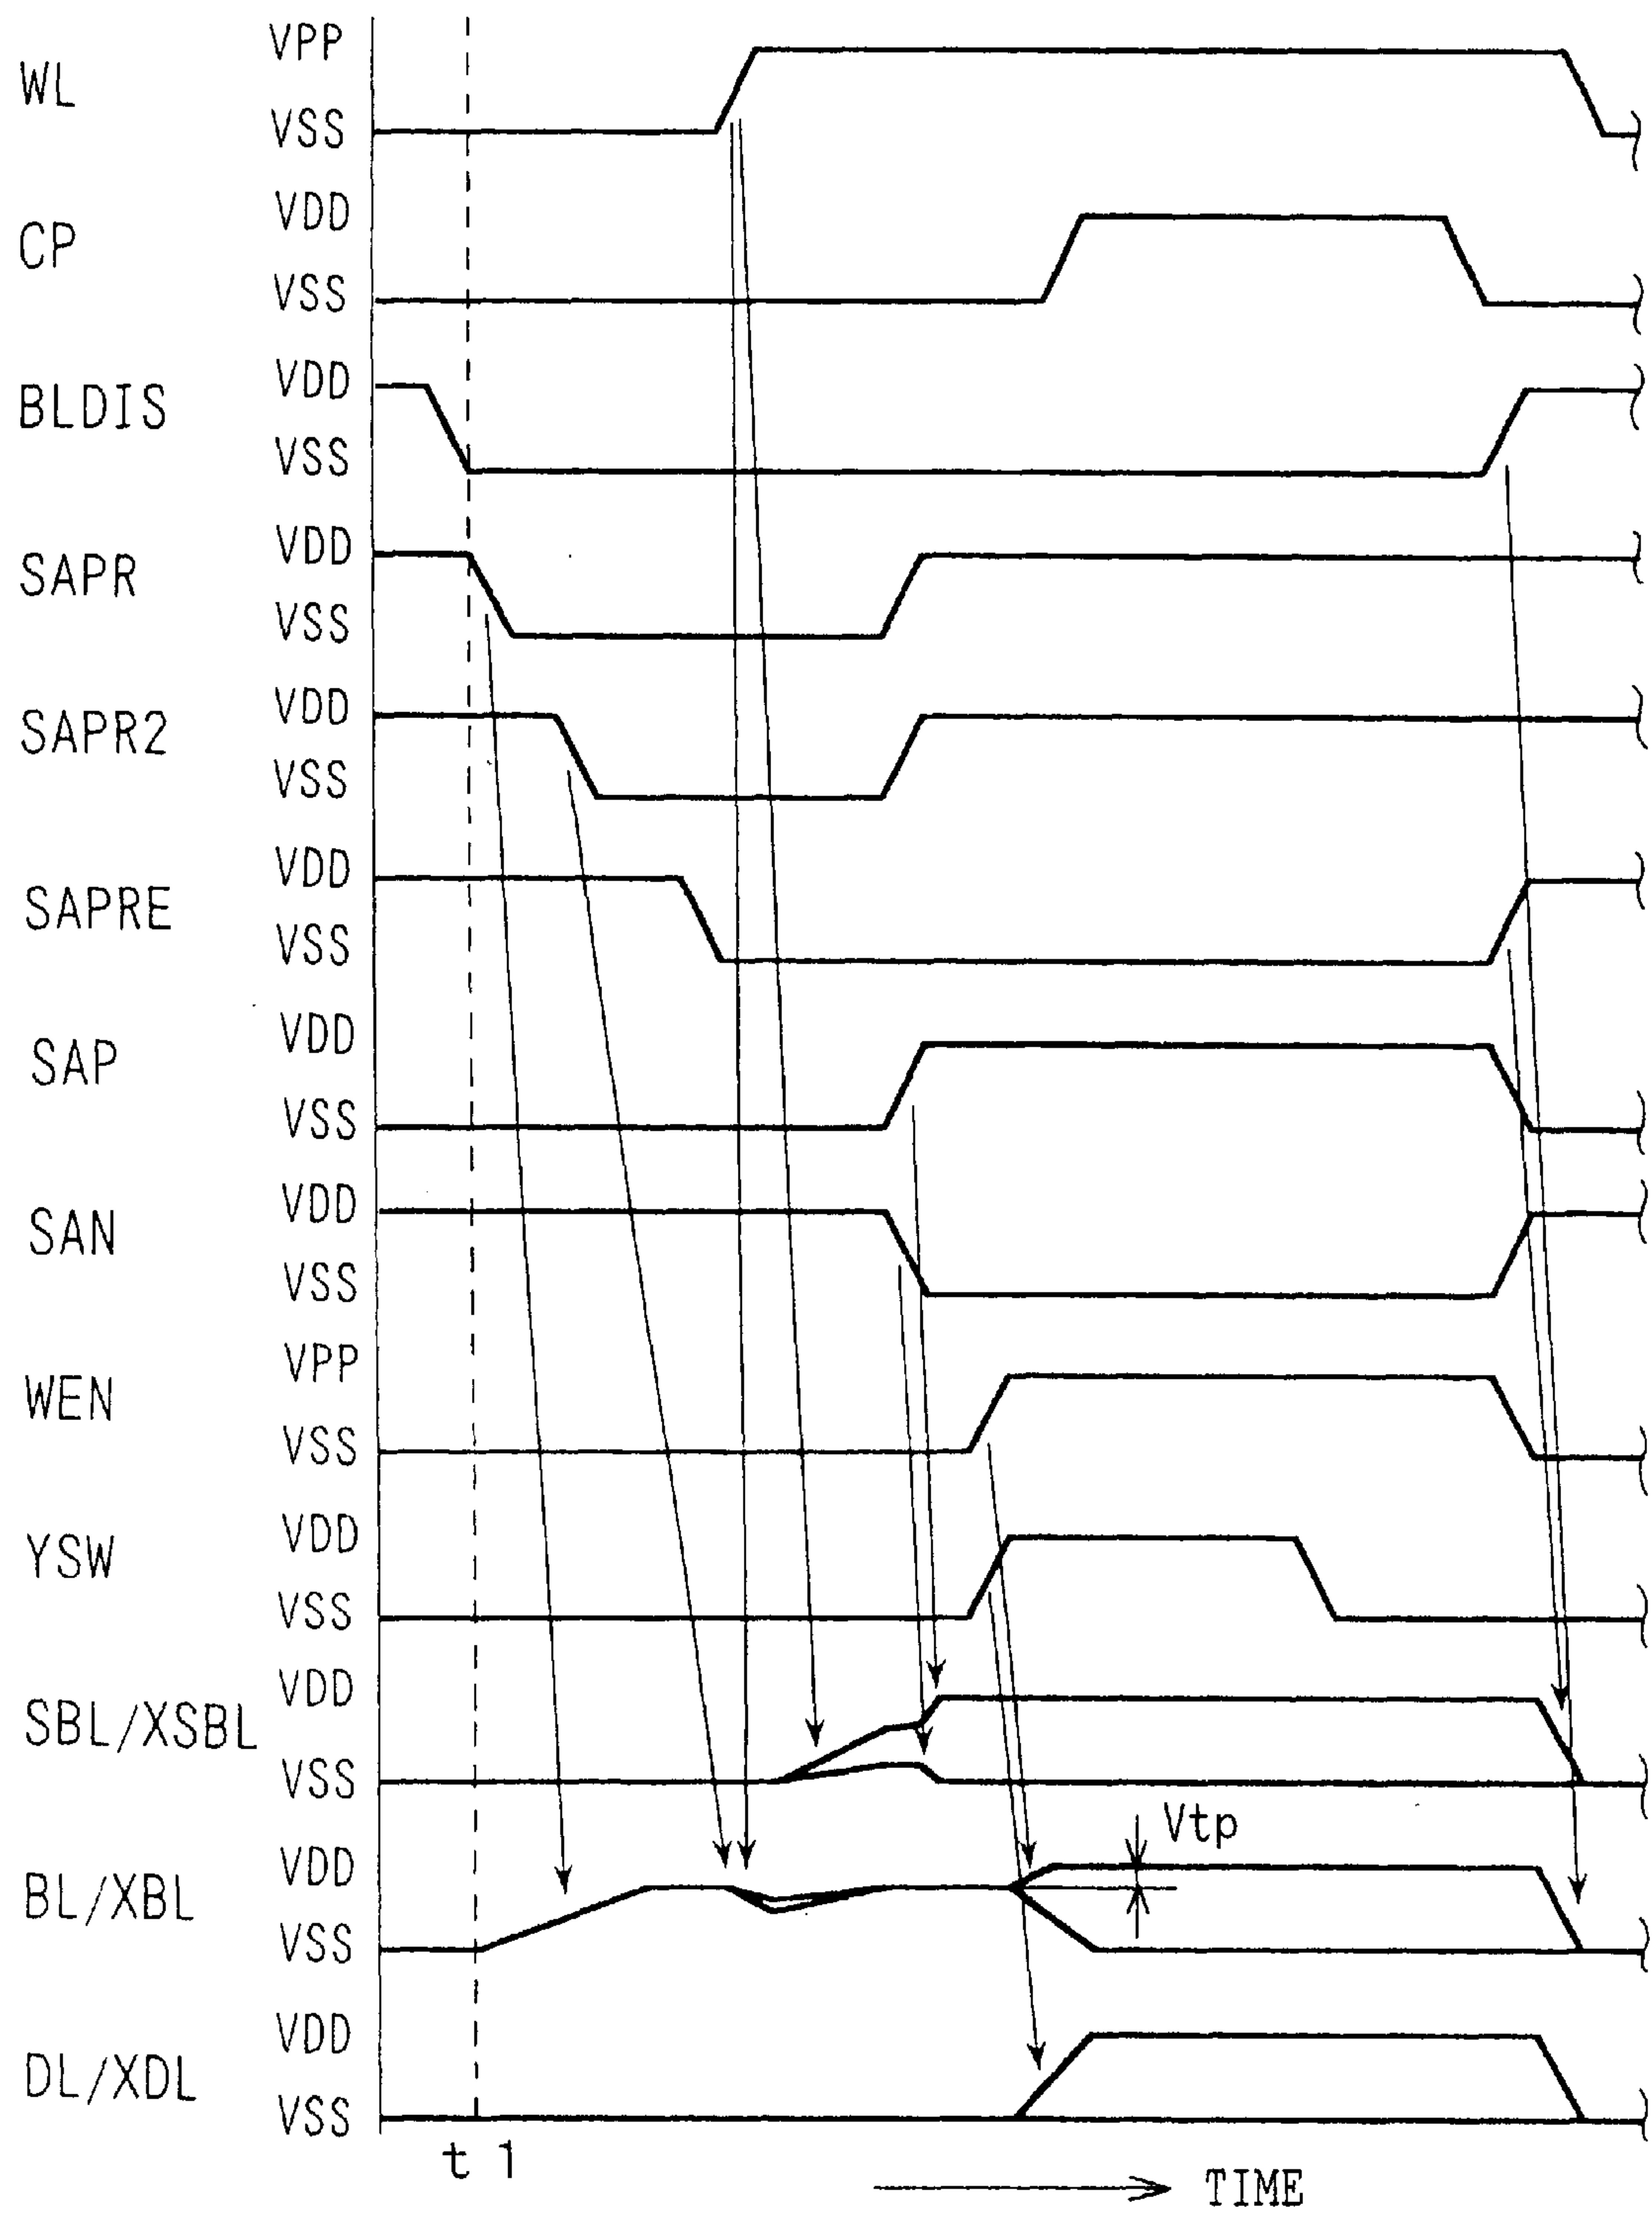 VPP
WL
VSS
VDD
CP
VSS
VDD
BLDIS
VSS
VDD
SAPR
VSS
VDD
SAPR2
VSS
VDD
SAPRE
VSS
VDD
SAP
VSS
VDD
SAN
VSS
VPP
WEN
VSS
VDD
YSW
VSS
VDD
SBL/XSBL
VSS
Vtp
VDD
BL/XBL
VSS
VDD
DL/XDL
VSS
t1
TIME